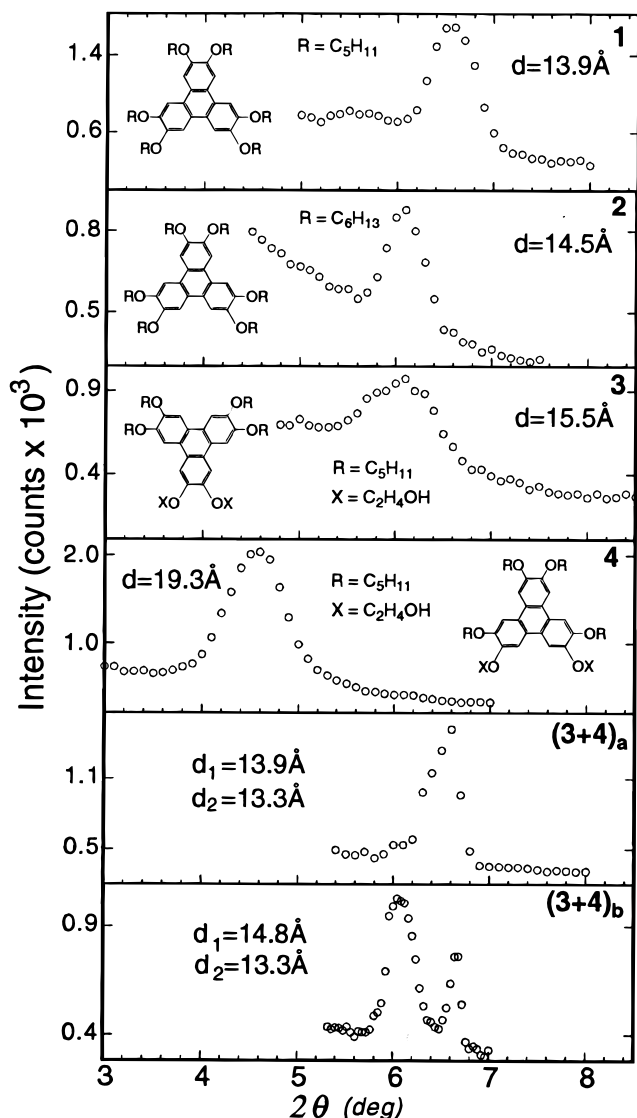 Intensity (counts x 10³)
1
R = C₅H₁₁
d=13.9Å
1.4
0.6
RO OR
RO OR
RO OR
2
R = C₆H₁₃
d=14.5Å
0.8
0.5
RO OR
RO OR
RO OR
3
d=15.5Å
0.9
0.4
RO OR
RO OR
XO OX
R = C₅H₁₁
X = C₂H₄OH
4
d=19.3Å
2.0
1.0
R = C₅H₁₁
X = C₂H₄OH
RO OR
RO OR
XO OX
(3+4)ₐ
d₁=13.9Å
d₂=13.3Å
1.1
0.5
(3+4)b
d₁=14.8Å
d₂=13.3Å
0.9
0.4
3 4 5 6 7 8
2θ (deg)